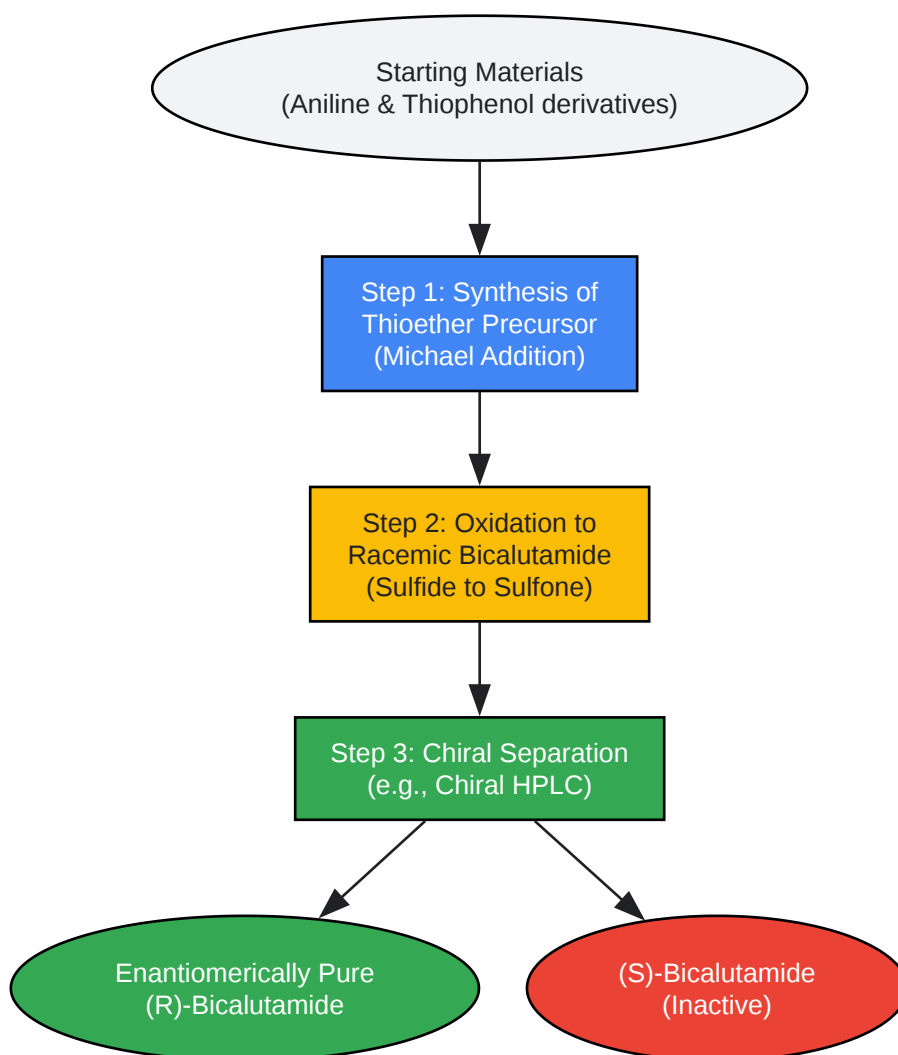 Starting Materials
(Aniline & Thiophenol derivatives)
Step 1: Synthesis of
Thioether Precursor
(Michael Addition)
Step 2: Oxidation to
Racemic Bicalutamide
(Sulfide to Sulfone)
Step 3: Chiral Separation
(e.g., Chiral HPLC)
Enantiomerically Pure
(R)-Bicalutamide
(S)-Bicalutamide
(Inactive)